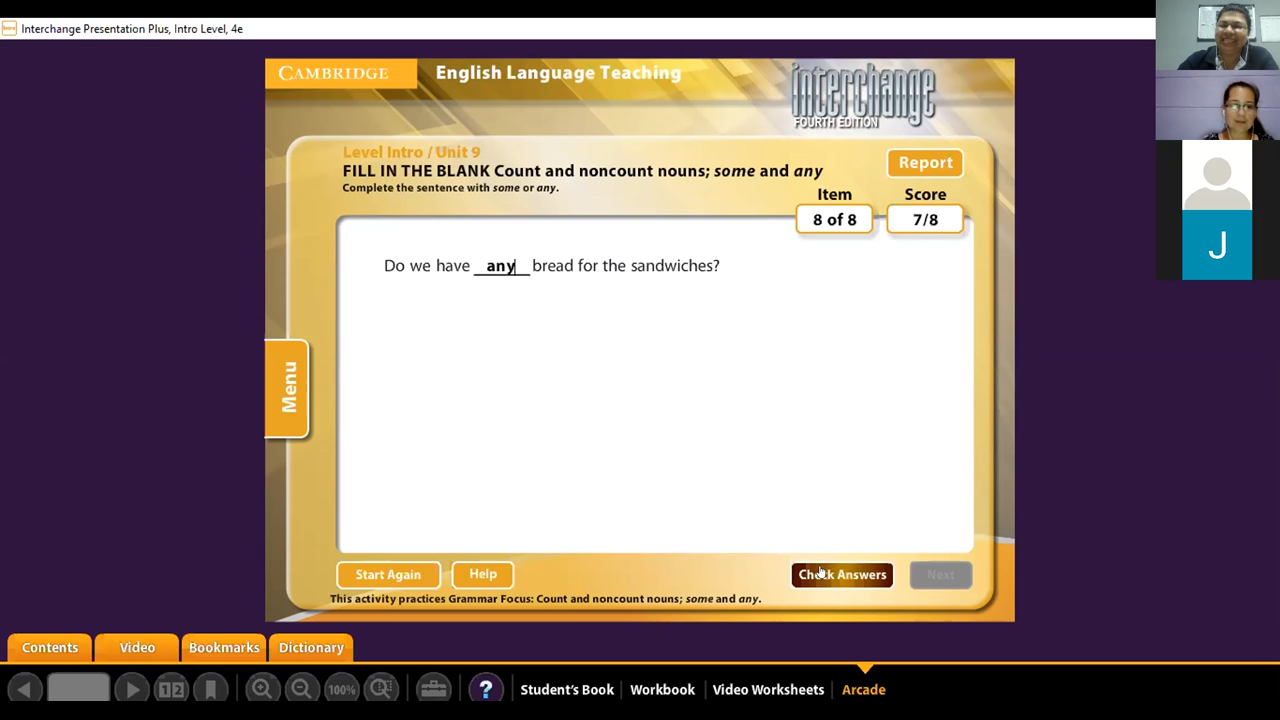 Interchange Presentation Plus, Intro Level, 4e
CAMBRIDGE
English Language Teaching
interchange
FOURTH EDITION
Level Intro / Unit 9
FILL IN THE BLANK Count and noncount nouns; some and any
Complete the sentence with some or any.
Report
Item
Score
8 of 8
7/8
Do we have any bread for the sandwiches?
J
Menu
Start Again
Help
Check Answers
Next
This activity practices Grammar Focus: Count and noncount nouns; some and any.
Contents
Video
Bookmarks
Dictionary
12
100%
?
Student's Book
Workbook
Video Worksheets
Arcade